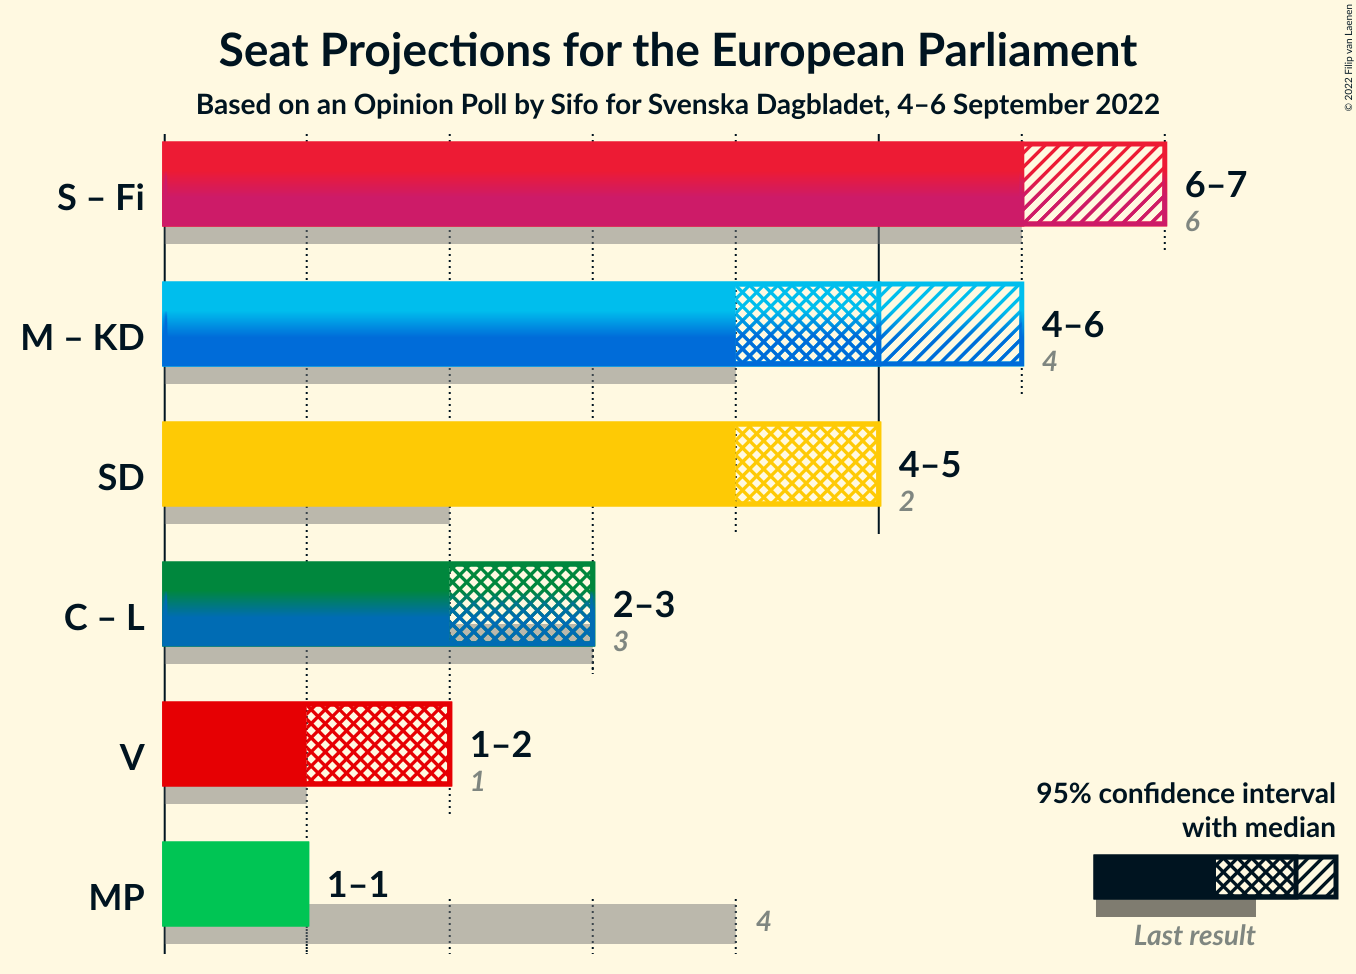 Seat Projections for the European Parliament
Based on an Opinion Poll by Sifo for Svenska Dagbladet, 4–6 September 2022
© 2022 Filip van Laenen
S – Fi
6–7
6
M – KD
4–6
4
SD
4–5
2
C – L
2–3
3
V
1–2
1
MP
1–1
4
95% confidence interval
with median
Last result